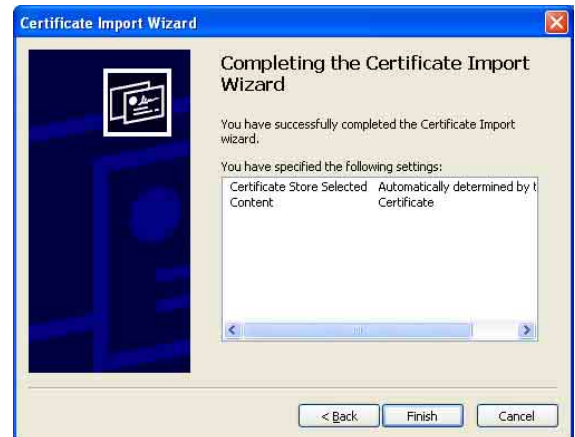 Certificate Import Wizard
Completing the Certificate Import
Wizard
You have successfully completed the Certificate Import
wizard.
You have specified the following settings:
Certificate Store Selected Automatically determined by t
Content Certificate
< Back Finish Cancel